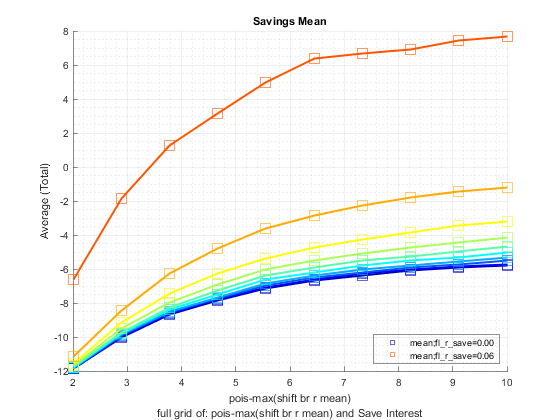 Savings Mean
8
6
4
2
0
-2
-4
-6
-8
-10
-12
Average (Total)
mean;fl_r_save=0.00
mean;fl_r_save=0.06
2 3 4 5 6 7 8 9 10
pois-max(shift br r mean)
full grid of: pois-max(shift br r mean) and Save Interest